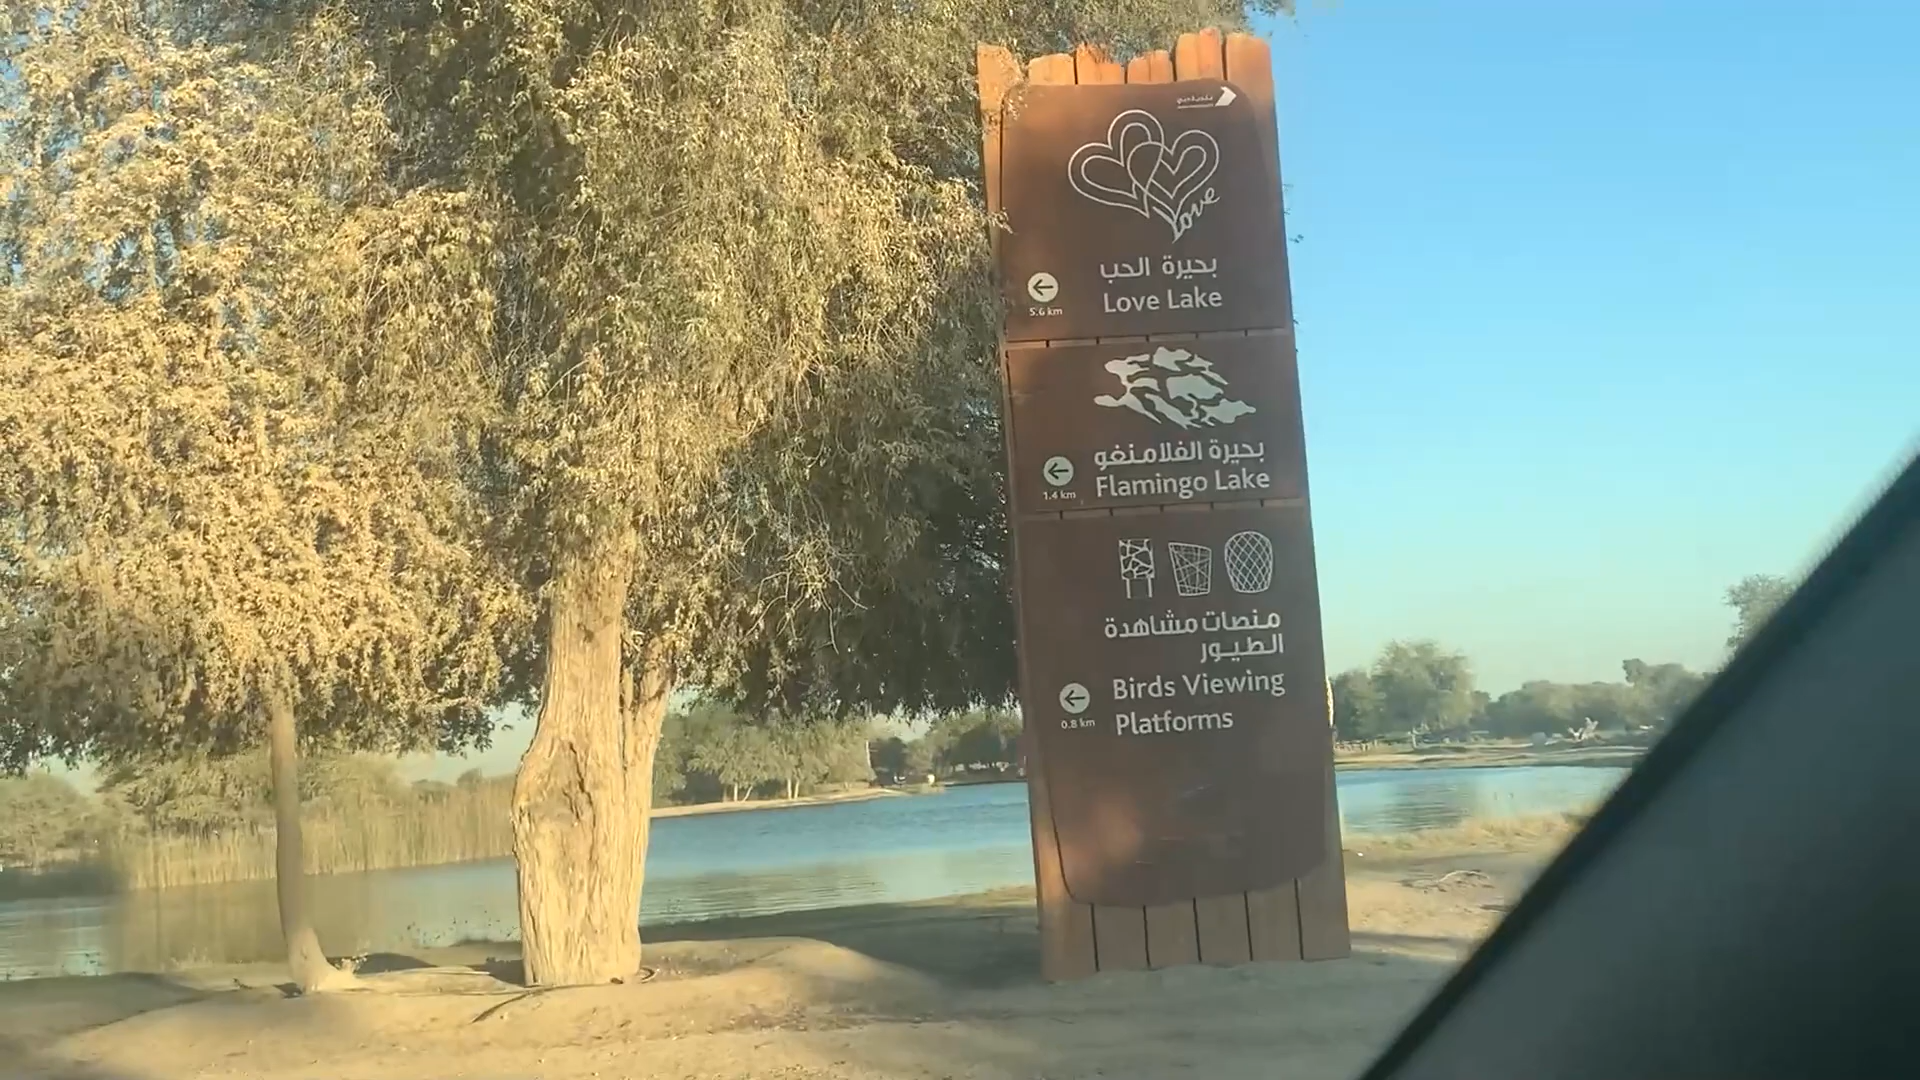 Love
بحيرة الحب
Love Lake
5.6 km
بحيرة الفلامنغو
Flamingo Lake
1.4 km
منصات مشاهدة
الطيور
Birds Viewing
Platforms
0.8 km